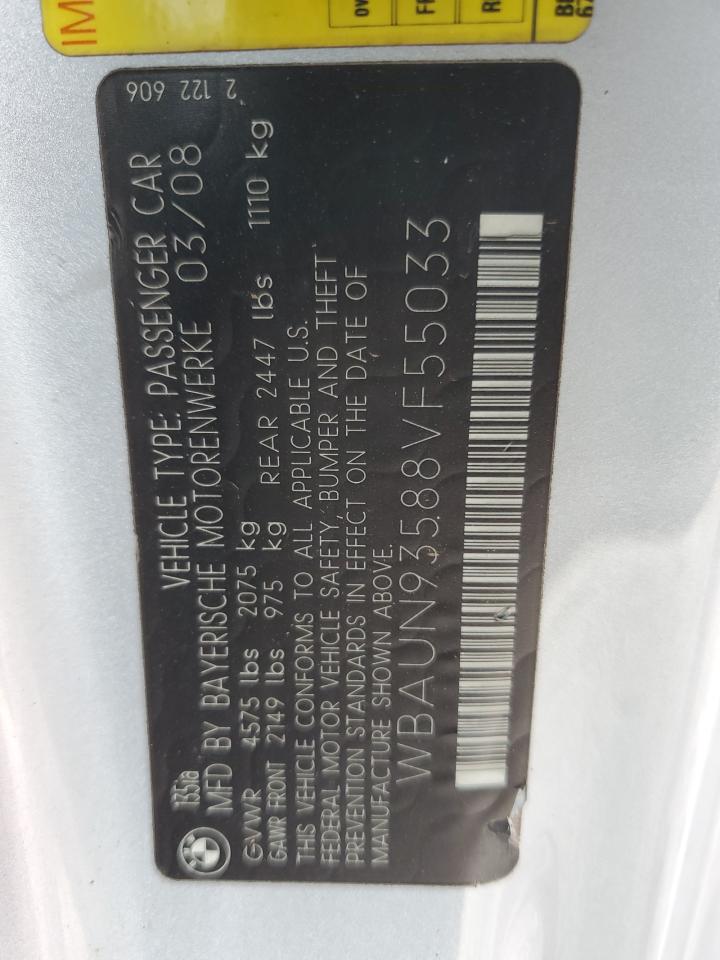 IM
2 122 606
135ia
VEHICLE TYPE: PASSENGER CAR
MFD BY BAYERISCHE MOTORENWERKE 03/08
GVWR 4575 lbs 2075 kg
GAWR FRONT 2149 lbs 975 kg REAR 2447 lbs 1110 kg
THIS VEHICLE CONFORMS TO ALL APPLICABLE U.S.
FEDERAL MOTOR VEHICLE SAFETY, BUMPER AND THEFT
PREVENTION STANDARDS IN EFFECT ON THE DATE OF
MANUFACTURE SHOWN ABOVE.
WBAUN93588VF55033